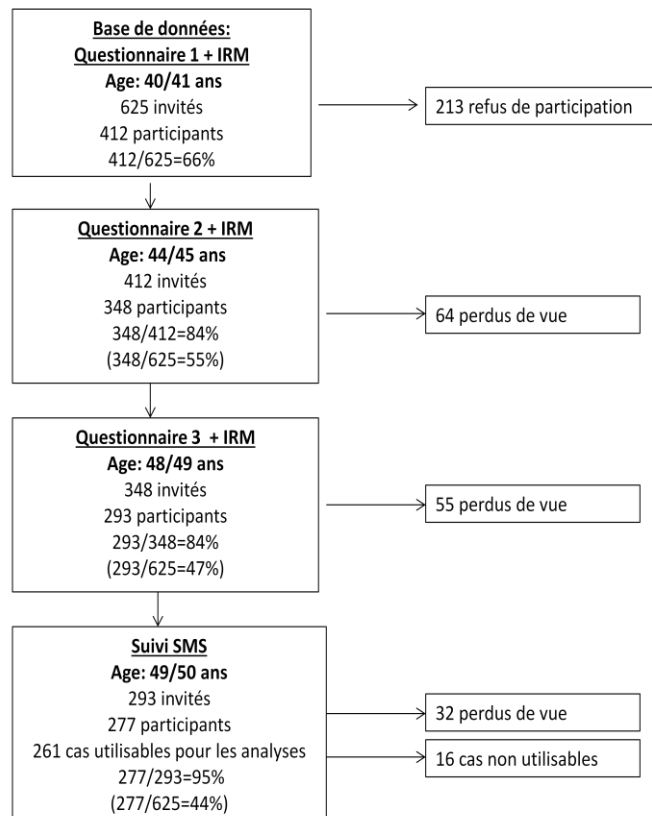 Base de données:
Questionnaire 1 + IRM
Age: 40/41 ans
625 invités
412 participants
412/625=66%
213 refus de participation
Questionnaire 2 + IRM
Age: 44/45 ans
412 invités
348 participants
348/412=84%
(348/625=55%)
64 perdus de vue
Questionnaire 3 + IRM
Age: 48/49 ans
348 invités
293 participants
293/348=84%
(293/625=47%)
55 perdus de vue
Suivi SMS
Age: 49/50 ans
293 invités
277 participants
261 cas utilisables pour les analyses
277/293=95%
(277/625=44%)
32 perdus de vue
16 cas non utilisables